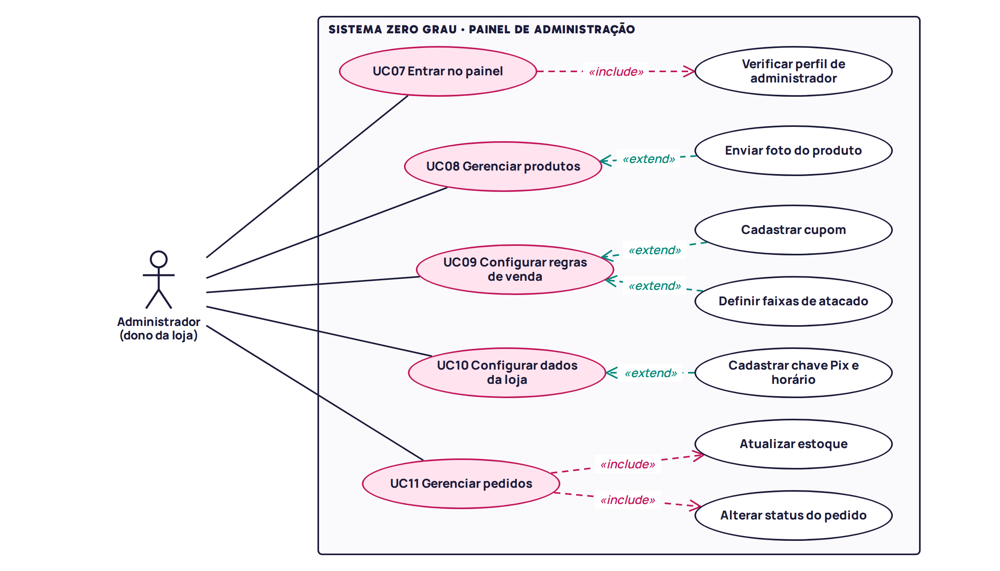 SISTEMA ZERO GRAU • PAINEL DE ADMINISTRAÇÃO
UC07 Entrar no painel
«include»
Verificar perfil de
administrador
UC08 Gerenciar produtos
«extend»
Enviar foto do produto
UC09 Configurar regras
de venda
«extend»
Cadastrar cupom
«extend»
Definir faixas de atacado
Administrador
(dono da loja)
UC10 Configurar dados
da loja
«extend»
Cadastrar chave Pix e
horário
UC11 Gerenciar pedidos
«include»
Atualizar estoque
«include»
Alterar status do pedido